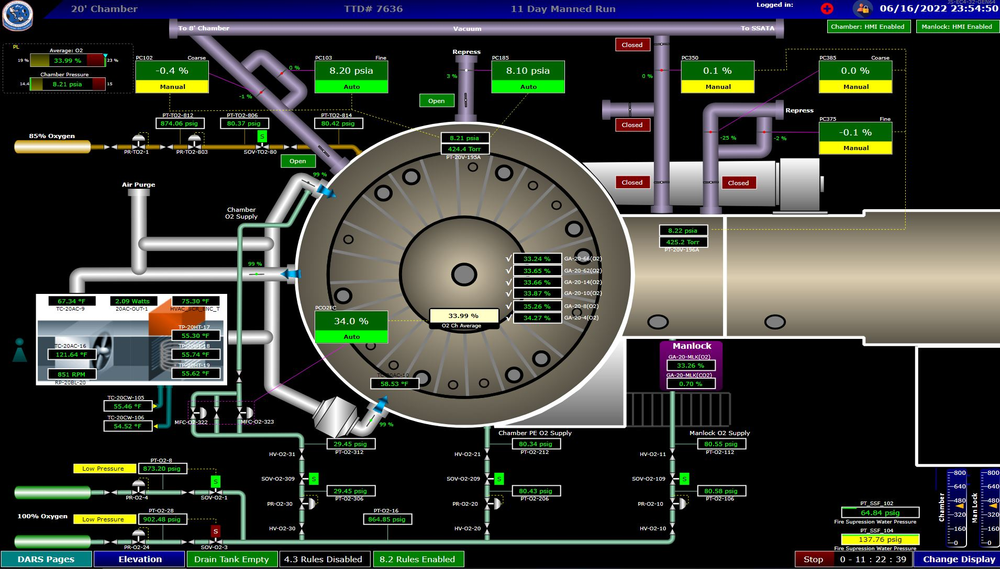 20' Chamber
TTD# 7636
11 Day Manned Run
Logged in:
JS-EC4-32-GEN64
06/16/2022 23:54:50
Chamber: HMI Enabled
Manlock: HMI Enabled
To 8' Chamber
Vacuum
To SSATA
PL
Average: O2
19 %
33.99 %
23 %
Chamber Pressure
14.4
8.21 psia
15
PC102
Coarse
-0.4 %
Manual
0 %
-1 %
PC103
Fine
8.20 psia
Auto
Repress
3 %
Open
PC185
8.10 psia
Auto
Closed
0 %
PC350
0.1 %
Manual
PC385
Coarse
0.0 %
Manual
Closed
Repress
-25 %
-2 %
PC375
Fine
-0.1 %
Manual
Closed
Closed
PT-TO2-812
874.06 psig
PT-TO2-806
80.37 psig
PT-TO2-814
80.42 psig
85% Oxygen
PR-TO2-1
PR-TO2-803
S
SOV-TO2-80
Open
99 %
8.21 psia
424.4 Torr
PT-20V-195A
Air Purge
Chamber
O2 Supply
99 %
8.22 psia
425.2 Torr
PT-20V-196A
√ 33.24 % GA-20-66(O2)
√ 33.65 % GA-20-62(O2)
√ 33.66 % GA-20-14(O2)
√ 33.87 % GA-20-10(O2)
√ 35.26 % GA-20-8(O2)
√ 34.27 % GA-20-4(O2)
PCO2FC
34.0 %
Auto
33.99 %
O2 Ch Average
67.34 °F
TC-20AC-9
2.09 Watts
20AC-OUT-1
75.30 °F
HVAC_SCR_ENC_T
TP-20HT-17
55.30 °F
TC-20AC-16
121.64 °F
TP-20HT-18
55.74 °F
TP-20HT-19
55.62 °F
851 RPM
RP-20BL-20
TC-20AC-10
58.53 °F
Manlock
GA-20-MLK(O2)
33.26 %
GA-20-MLK(CO2)
0.70 %
TC-20CW-105
55.46 °F
TC-20CW-106
54.52 °F
MFC-O2-322
MFC-O2-323
99 %
29.45 psig
PT-O2-312
Chamber PE O2 Supply
80.34 psig
PT-O2-212
Manlock O2 Supply
80.55 psig
PT-O2-112
HV-O2-31
HV-O2-21
HV-O2-11
SOV-O2-309
S
SOV-O2-209
S
SOV-O2-109
S
29.45 psig
PT-O2-306
80.43 psig
PT-O2-206
80.58 psig
PT-O2-106
PR-O2-30
PR-O2-20
PR-O2-10
HV-O2-30
HV-O2-20
HV-O2-10
PT-O2-8
Low Pressure
873.20 psig
S
PR-O2-4
SOV-O2-1
100% Oxygen
PT-O2-28
Low Pressure
902.48 psig
S
PR-O2-24
SOV-O2-3
PT-O2-16
864.85 psig
PT_SSF_102
64.84 psig
Fire Supression Water Pressure
PT_SSF_104
137.76 psig
Fire Supression Water Pressure
Chamber
800
640
480
320
160
0
Man Lock
800
640
480
320
160
0
DARS Pages
Elevation
Drain Tank Empty
4.3 Rules Disabled
8.2 Rules Enabled
Stop
0 - 11 : 22 : 39
Change Display